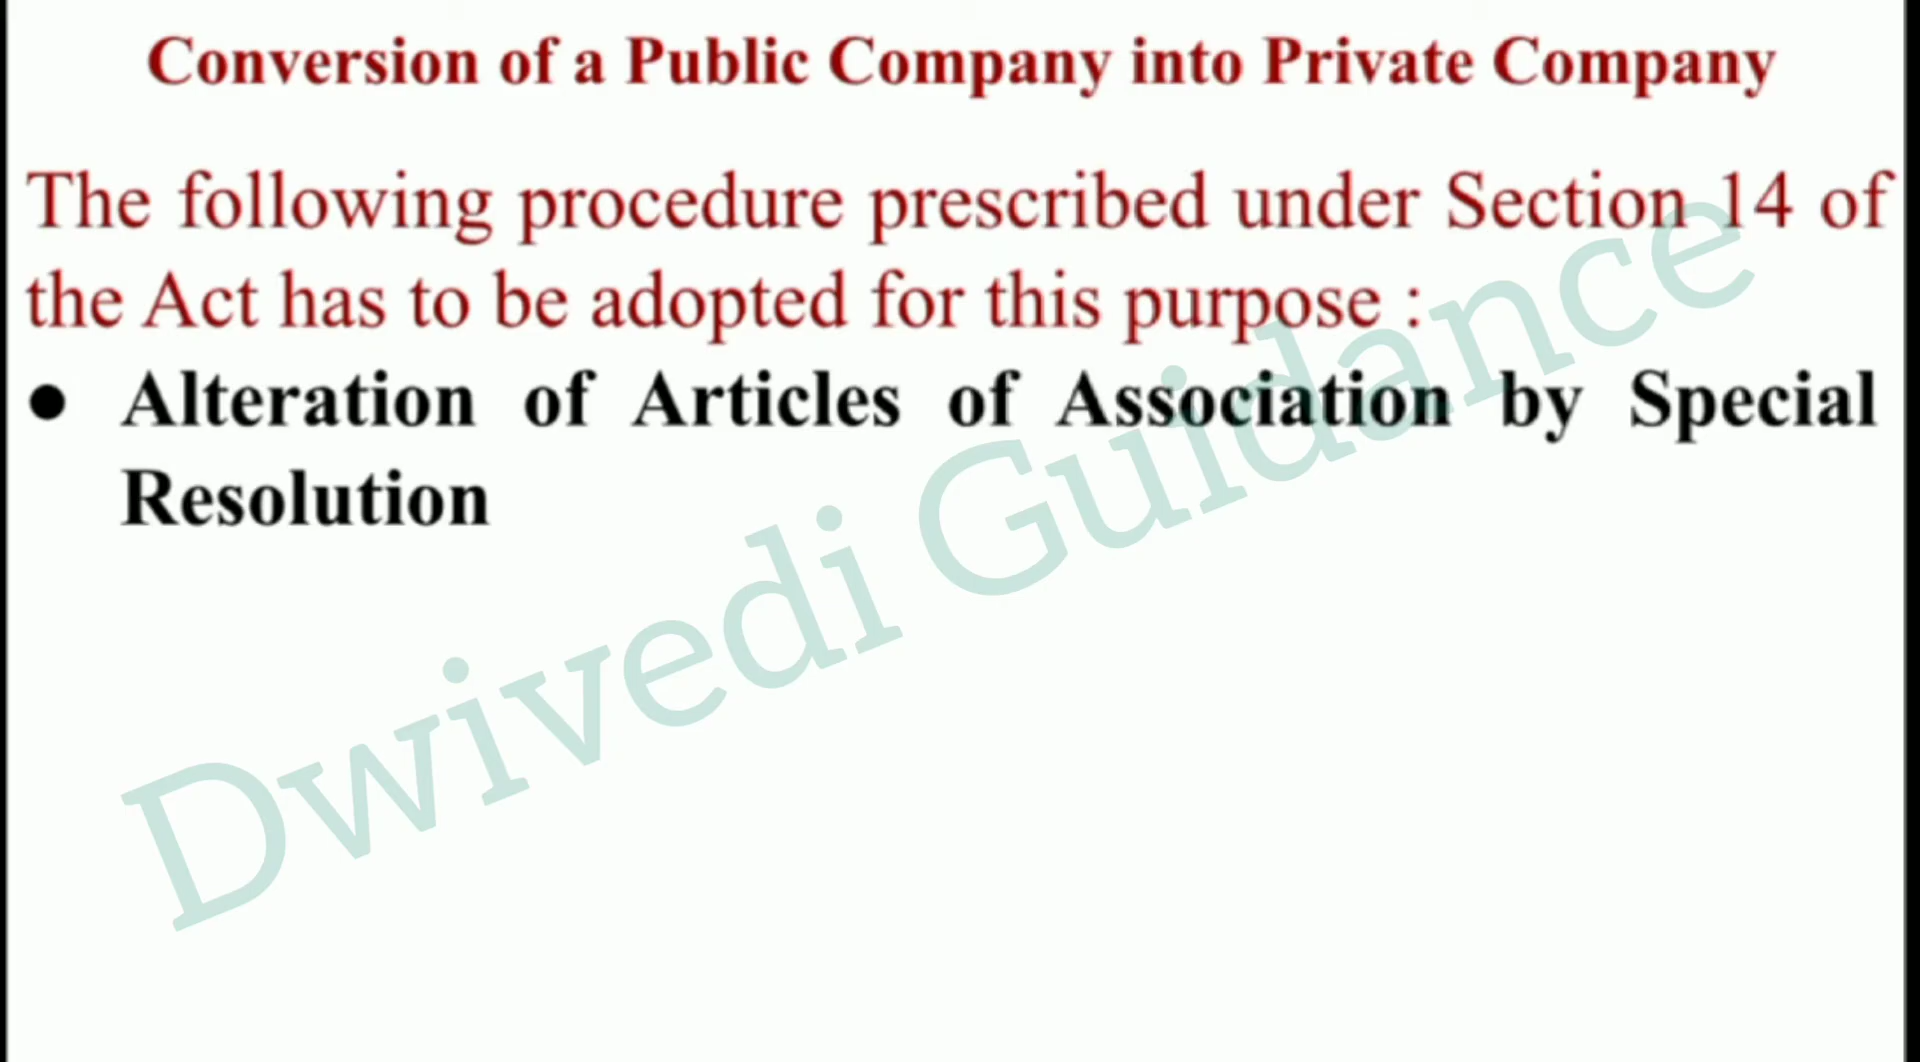 Conversion of a Public Company into Private Company
The following procedure prescribed under Section 14 of
the Act has to be adopted for this purpose :
● Alteration of Articles of Association by Special
Resolution
Dwivedi Guidance